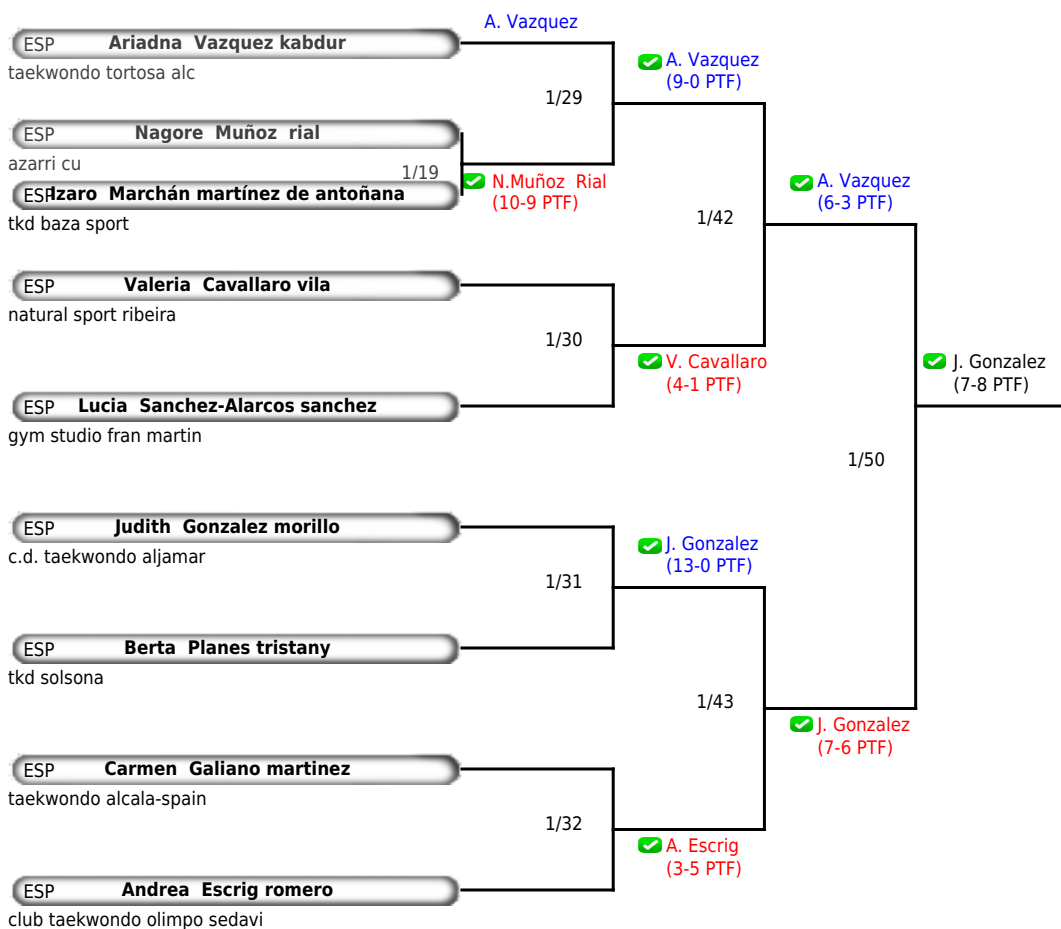 A. Vazquez
ESP Ariadna Vazquez kabdur
taekwondo tortosa alc
A. Vazquez
(9-0 PTF)
1/29
ESP Nagore Muñoz rial
azarri cu
1/19
N.Muñoz Rial
(10-9 PTF)
ESP Izaro Marchán martínez de antoñana
tkd baza sport
A. Vazquez
(6-3 PTF)
1/42
ESP Valeria Cavallaro vila
natural sport ribeira
1/30
V. Cavallaro
(4-1 PTF)
J. Gonzalez
(7-8 PTF)
ESP Lucia Sanchez-Alarcos sanchez
gym studio fran martin
1/50
ESP Judith Gonzalez morillo
c.d. taekwondo aljamar
J. Gonzalez
(13-0 PTF)
1/31
ESP Berta Planes tristany
tkd solsona
1/43
J. Gonzalez
(7-6 PTF)
ESP Carmen Galiano martinez
taekwondo alcala-spain
1/32
A. Escrig
(3-5 PTF)
ESP Andrea Escrig romero
club taekwondo olimpo sedavi